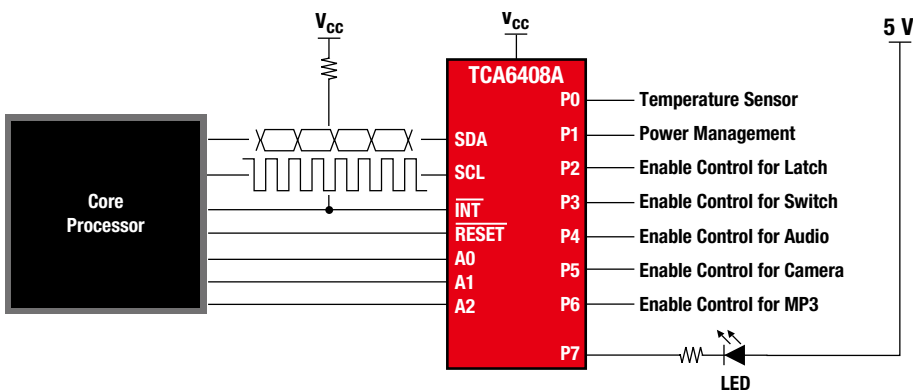 VCC
VCC
5 V
TCA6408A
P0
Temperature Sensor
SDA
P1
Power Management
SCL
P2
Enable Control for Latch
Core
Processor
INT
P3
Enable Control for Switch
RESET
P4
Enable Control for Audio
A0
P5
Enable Control for Camera
A1
A2
P6
Enable Control for MP3
P7
LED